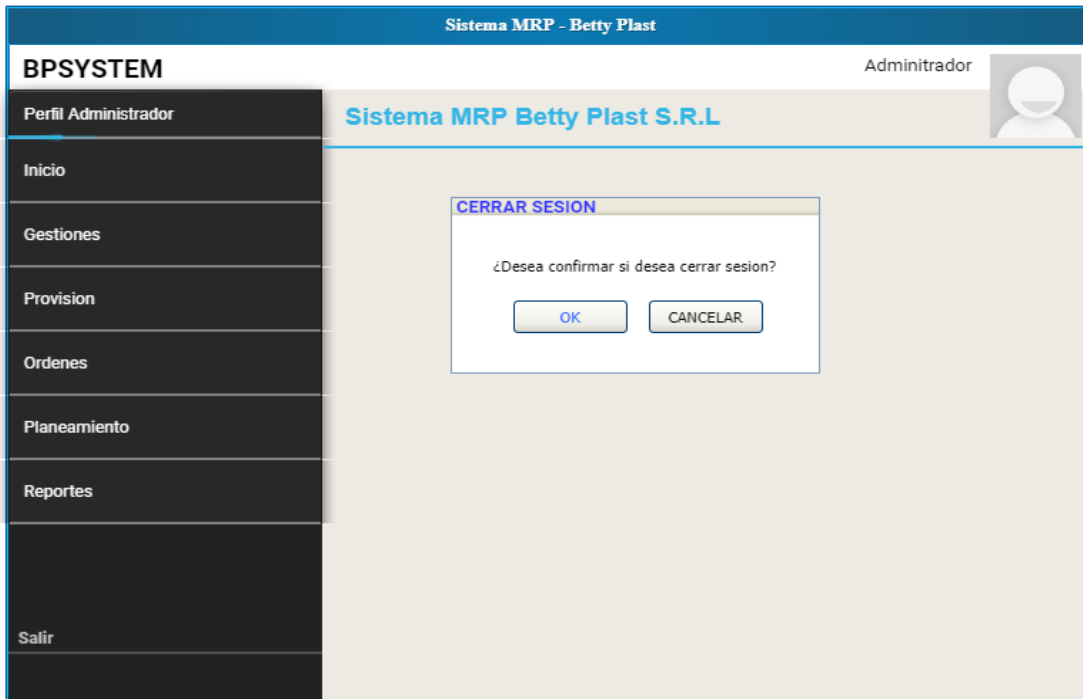 Sistema MRP - Betty Plast
BPSYSTEM
Adminitrador
Perfil Administrador
Sistema MRP Betty Plast S.R.L
Inicio
Gestiones
Provision
Ordenes
Planeamiento
Reportes
Salir
CERRAR SESION
¿Desea confirmar si desea cerrar sesion?
OK
CANCELAR